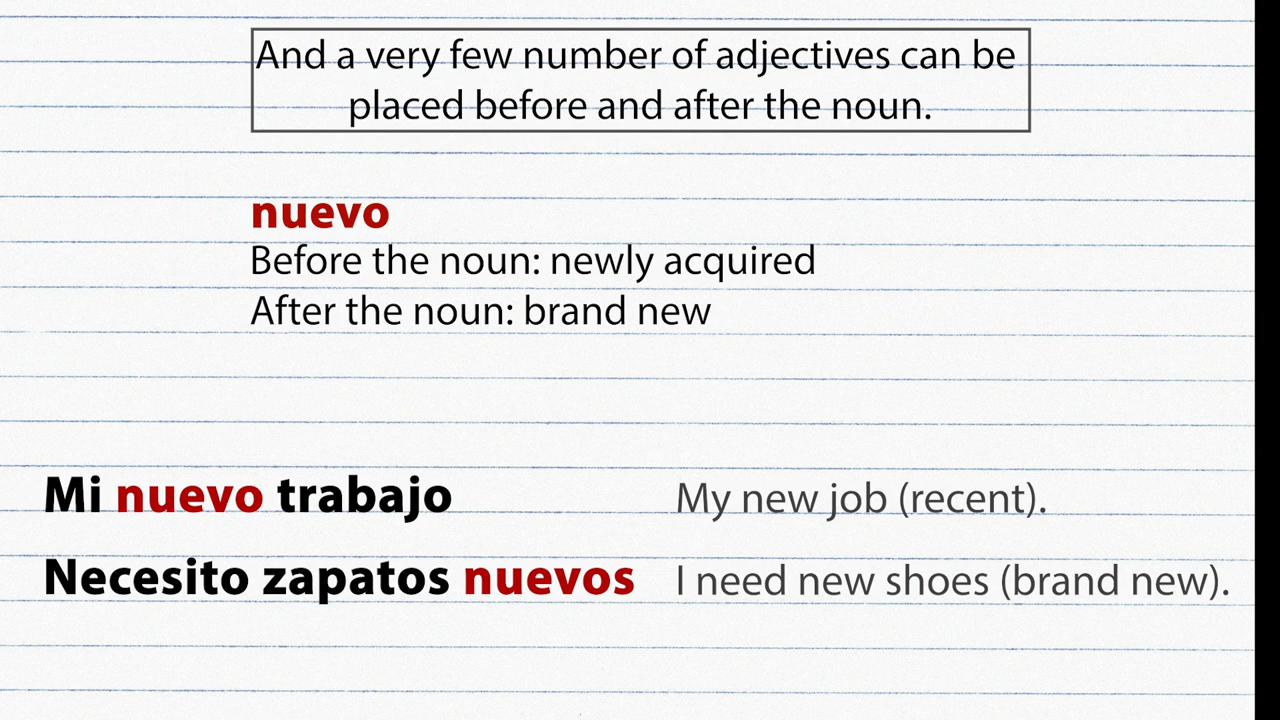 And a very few number of adjectives can be
placed before and after the noun.
nuevo
Before the noun: newly acquired
After the noun: brand new
Mi nuevo trabajo
My new job (recent).
Necesito zapatos nuevos
I need new shoes (brand new).